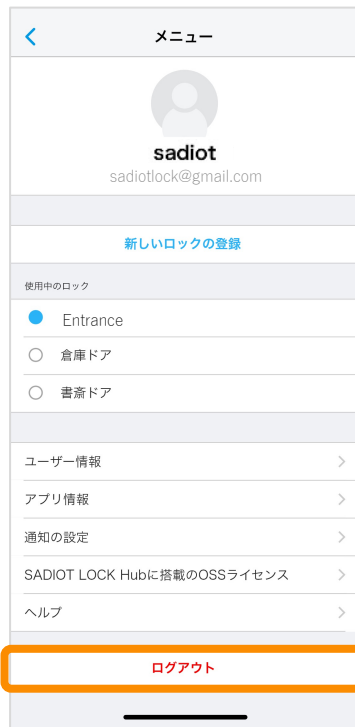 メニュー
sadiot
sadiotlock@gmail.com
新しいロックの登録
使用中のロック
Entrance
倉庫ドア
書斎ドア
ユーザー情報
アプリ情報
通知の設定
SADIOT LOCK Hubに搭載のOSSライセンス
ヘルプ
ログアウト